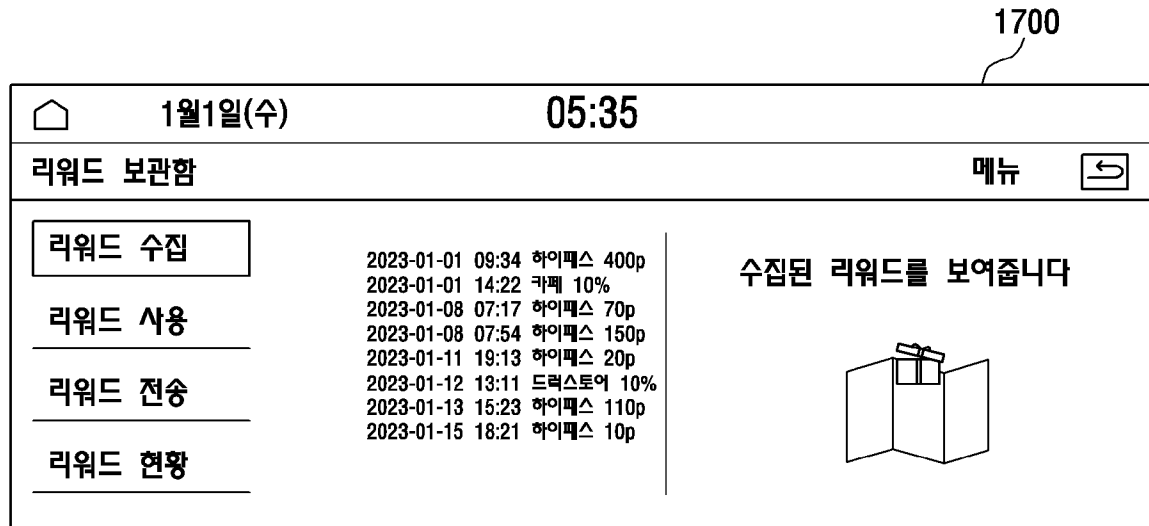 1700
1월1일(수) 05:35
리워드 보관함 메뉴
리워드 수집
리워드 사용
리워드 전송
리워드 현황
2023-01-01 09:34 하이패스 400p
2023-01-01 14:22 카페 10%
2023-01-08 07:17 하이패스 70p
2023-01-08 07:54 하이패스 150p
2023-01-11 19:13 하이패스 20p
2023-01-12 13:11 드럭스토어 10%
2023-01-13 15:23 하이패스 110p
2023-01-15 18:21 하이패스 10p
수집된 리워드를 보여줍니다